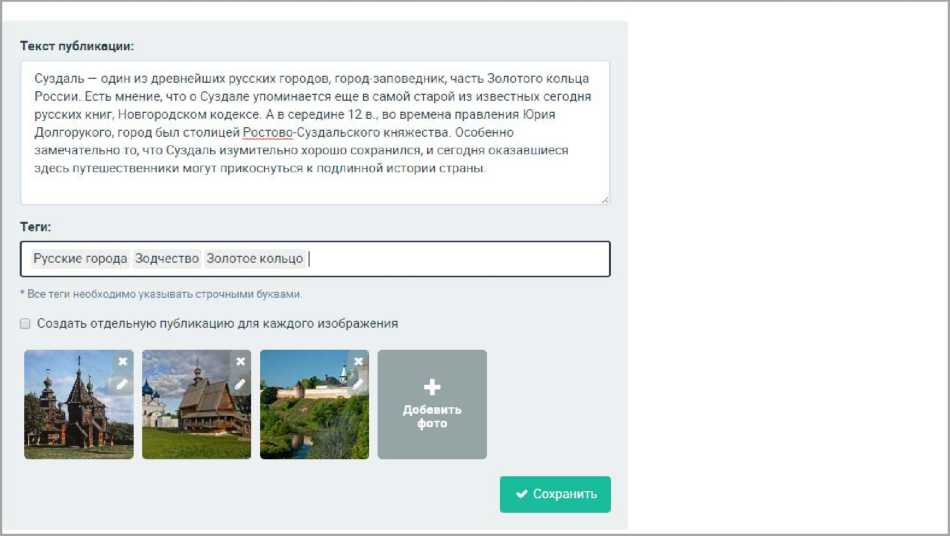 Текст публикации:
Суздаль — один из древнейших русских городов, город-заповедник, часть Золотого кольца
России. Есть мнение, что о Суздале упоминается еще в самой старой из известных сегодня
русских книг, Новгородском кодексе. А в середине 12 в., во времена правления Юрия
Долгорукого, город был столицей Ростово-Суздальского княжества. Особенно
замечательно то, что Суздаль изумительно хорошо сохранился, и сегодня оказавшиеся
здесь путешественники могут прикоснуться к подлинной истории страны.
Теги:
Русские города Зодчество Золотое кольцо
* Все теги необходимо указывать строчными буквами.
Создать отдельную публикацию для каждого изображения
Добавить
фото
Сохранить